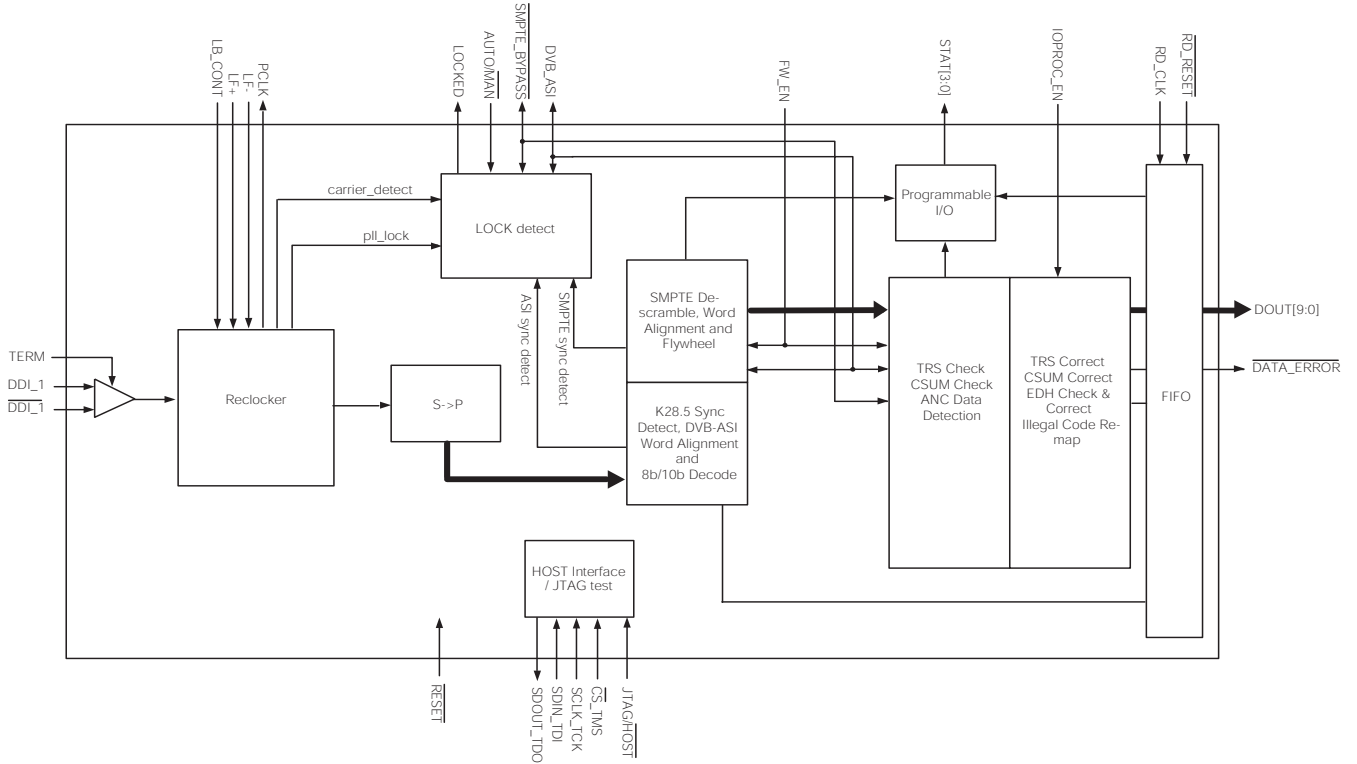 LB_CONT
LF+
LF-
PCLK
LOCKED
AUTO/MAN
SMPTE_BYPASS
DVB_ASI
FW_EN
STAT[3:0]
IOPROC_EN
RD_CLK
RD_RESET
carrier_detect
pll_lock
LOCK detect
Programmable
I/O
ASI sync detect
SMPTE sync detect
SMPTE De-
scramble, Word
Alignment and
Flywheel
K28.5 Sync
Detect, DVB-ASI
Word Alignment
and
8b/10b Decode
TRS Check
CSUM Check
ANC Data
Detection
TRS Correct
CSUM Correct
EDH Check &
Correct
Illegal Code Re-
map
FIFO
DOUT[9:0]
DATA_ERROR
TERM
DDI_1
DDI_1
Reclocker
S->P
HOST Interface
/ JTAG test
RESET
SDOUT_TDO
SDIN_TDI
SCLK_TCK
CS_TMS
JTAG/HOST